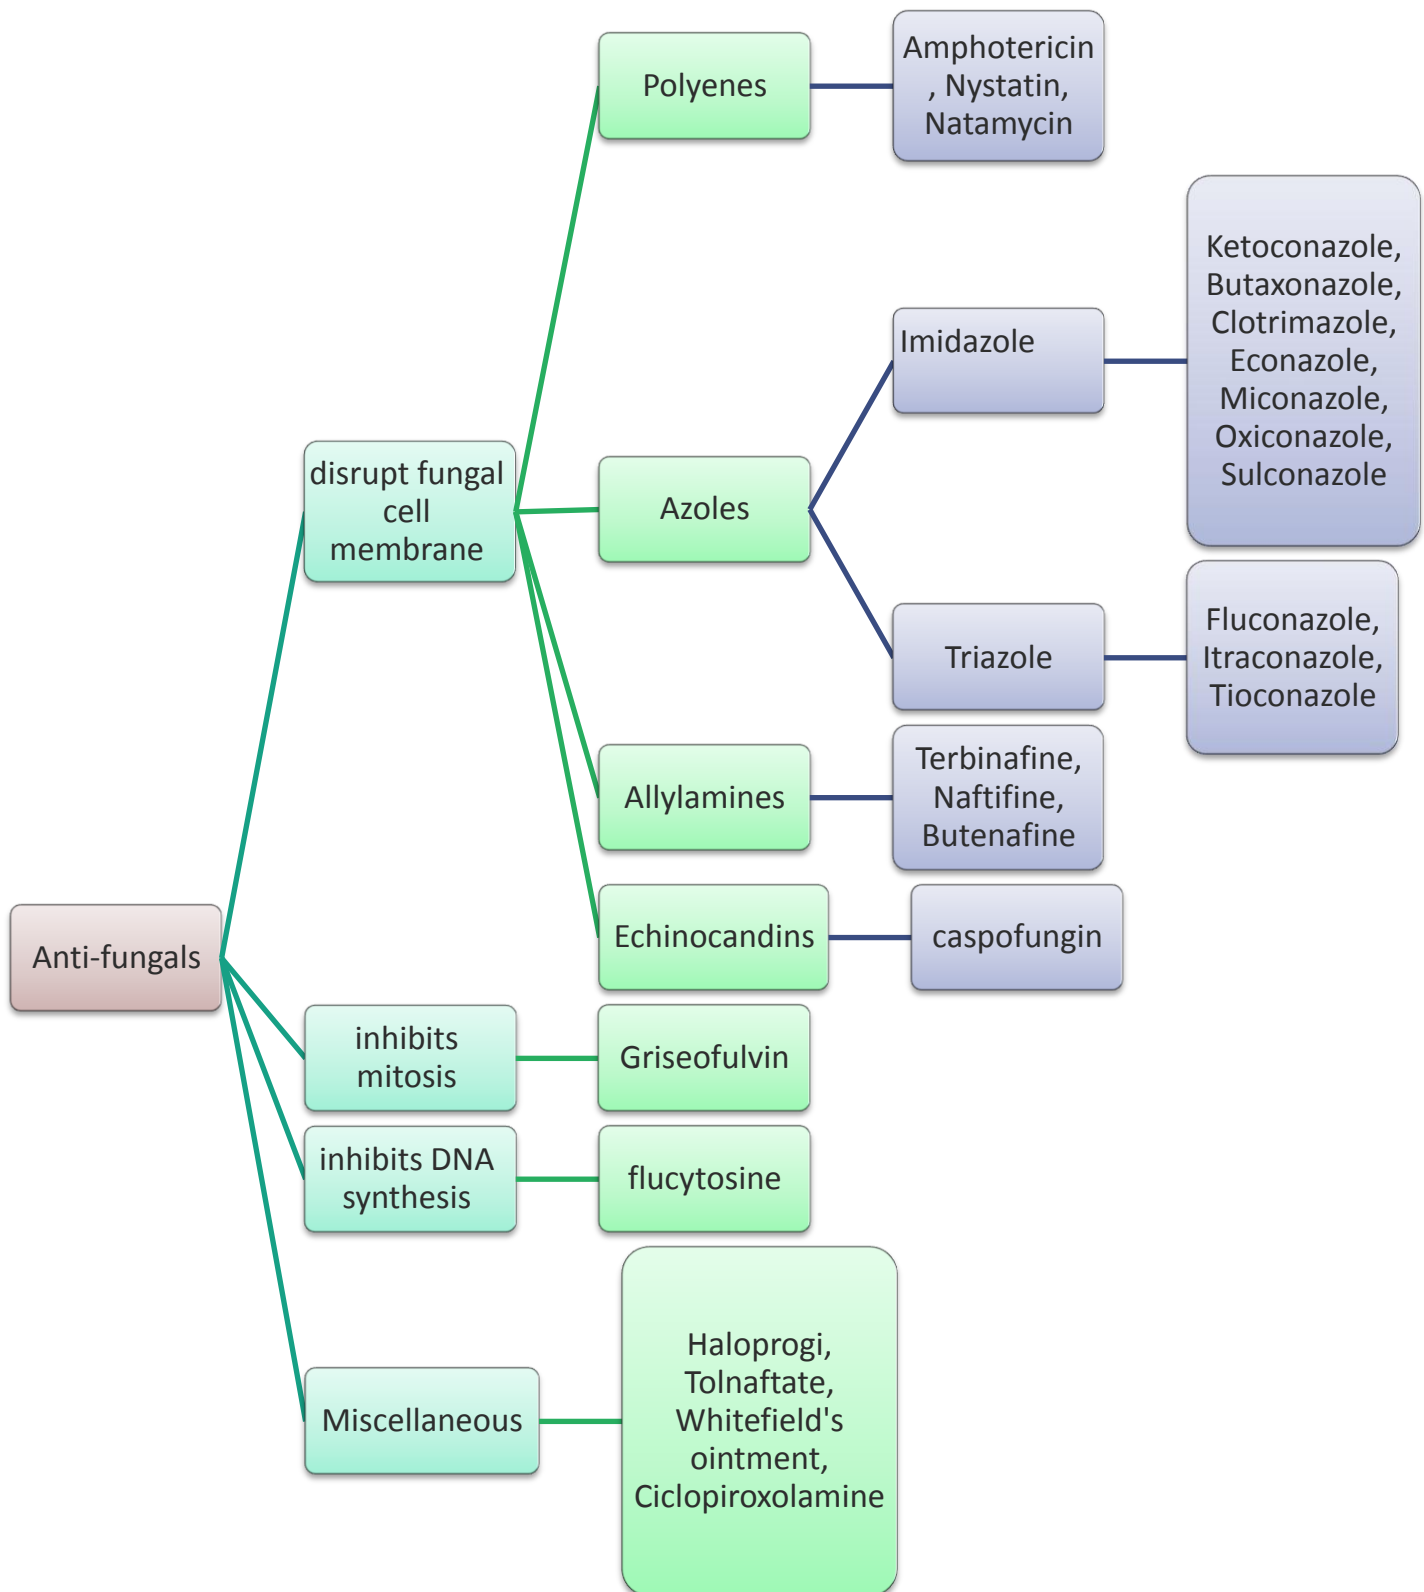 Polyenes
Amphotericin
, Nystatin,
Natamycin
Ketoconazole,
Butaxonazole,
Clotrimazole,
Econazole,
Miconazole,
Oxiconazole,
Sulconazole
Imidazole
disrupt fungal
cell
membrane
Azoles
Triazole
Fluconazole,
Itraconazole,
Tioconazole
Allylamines
Terbinafine,
Naftifine,
Butenafine
Echinocandins
caspofungin
Anti-fungals
inhibits
mitosis
Griseofulvin
inhibits DNA
synthesis
flucytosine
Miscellaneous
Haloprogi,
Tolnaftate,
Whitefield's
ointment,
Ciclopiroxolamine